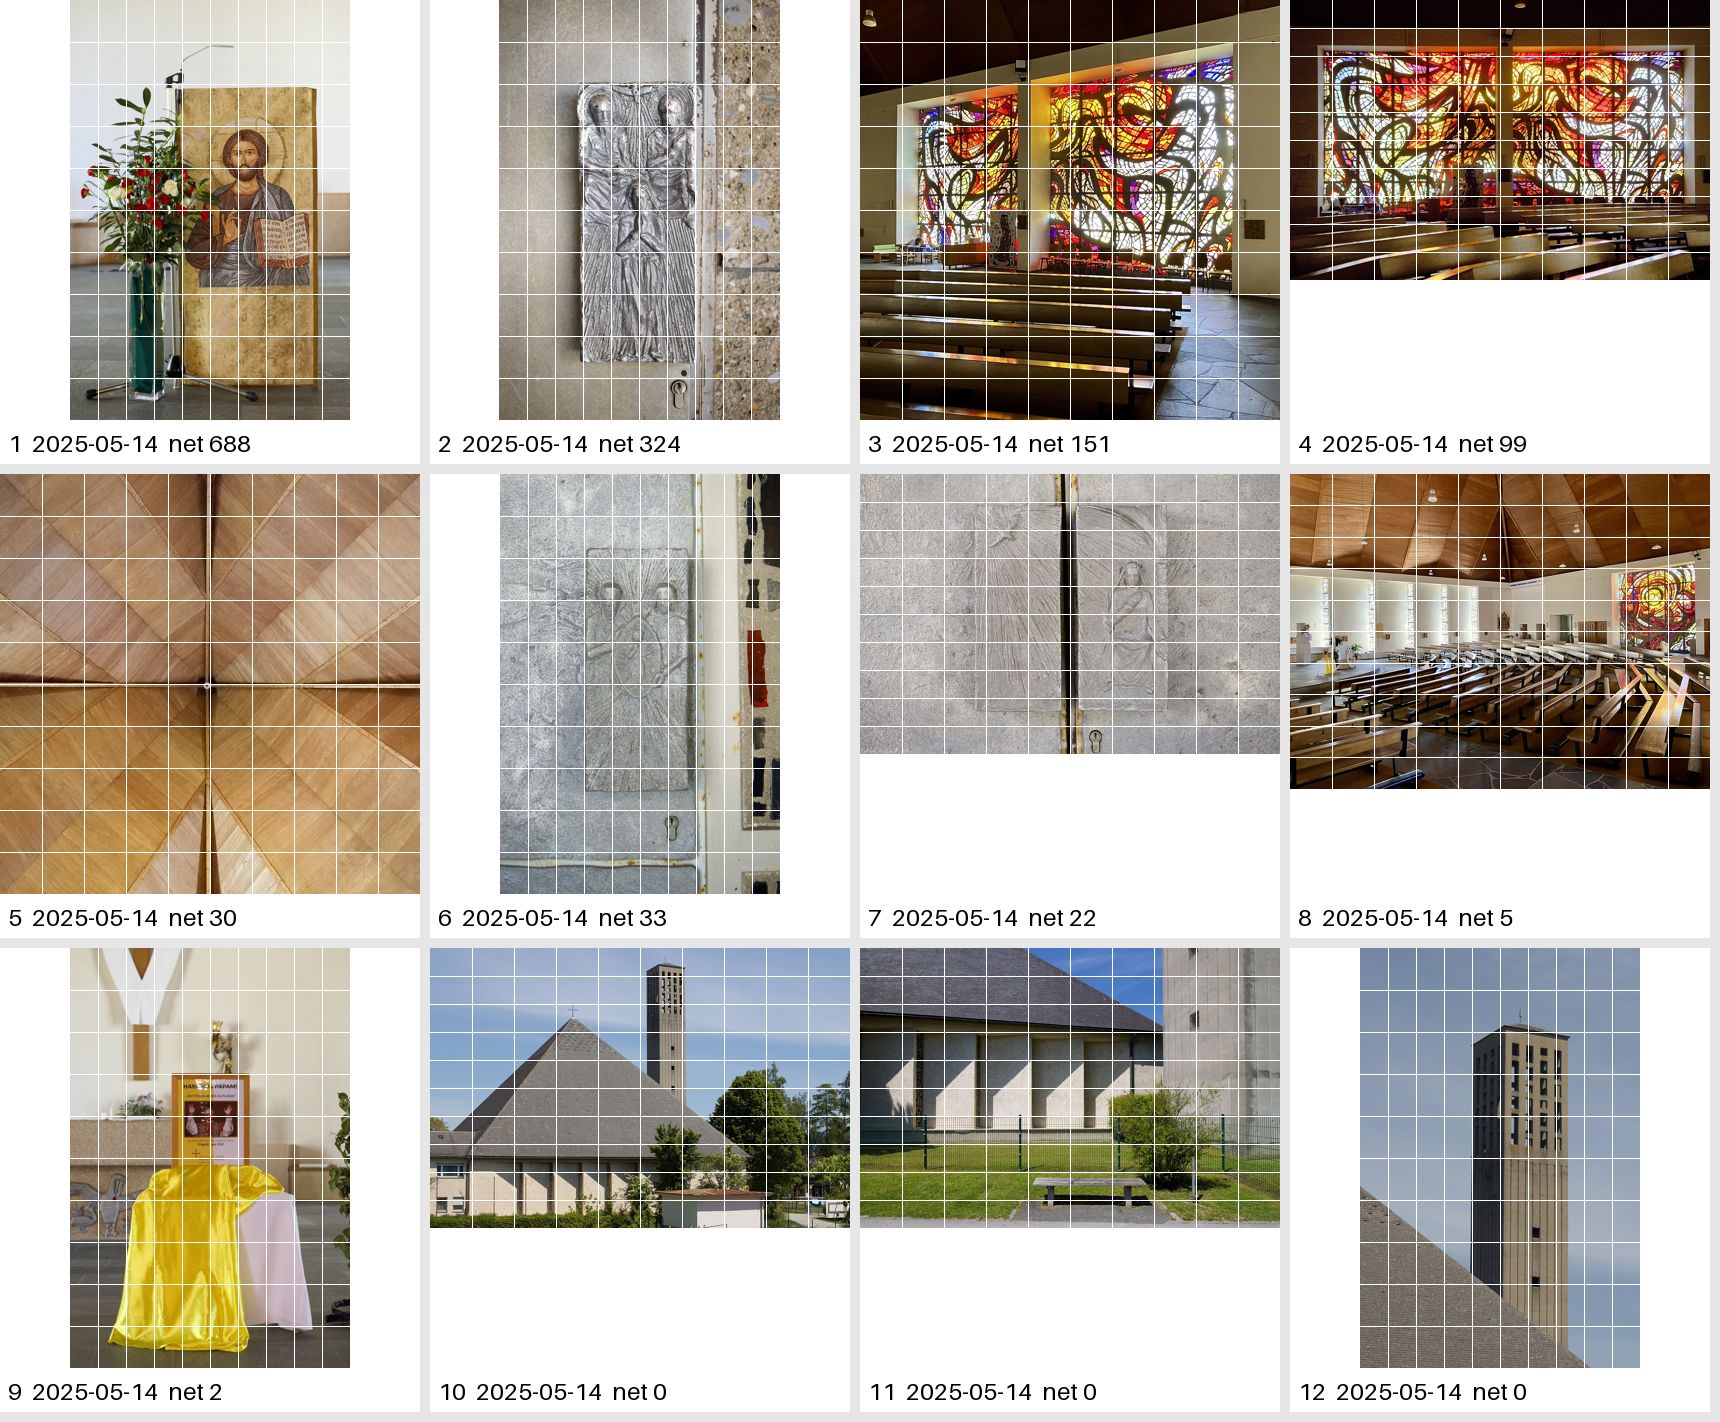 1 2025-05-14 net 688
2 2025-05-14 net 324
3 2025-05-14 net 151
4 2025-05-14 net 99
5 2025-05-14 net 30
6 2025-05-14 net 33
7 2025-05-14 net 22
8 2025-05-14 net 5
PAPAM!
9 2025-05-14 net 2
10 2025-05-14 net 0
11 2025-05-14 net 0
12 2025-05-14 net 0